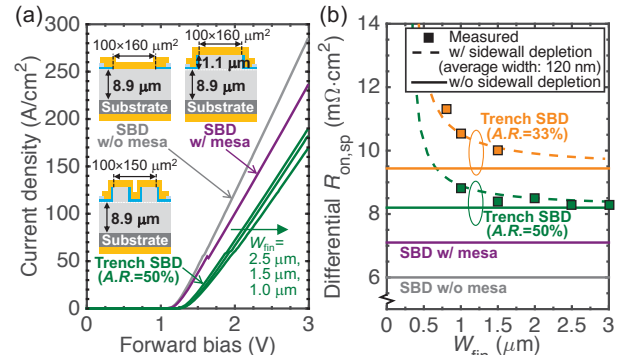 (a)
Current density (A/cm²)
300
250
200
150
100
50
0
0
1
2
3
Forward bias (V)
100×160 μm²
8.9 μm
Substrate
SBD
w/o mesa
100×160 μm²
1.1 μm
8.9 μm
Substrate
SBD
w/ mesa
100×150 μm²
8.9 μm
Substrate
Trench SBD
(A.R.=50%)
W_fin=
2.5 μm,
1.5 μm,
1.0 μm
(b)
Differential R_on,sp (mΩ·cm²)
14
12
10
8
6
0
0.5
1
1.5
2
2.5
3
W_fin (μm)
Measured
w/ sidewall depletion
(average width: 120 nm)
w/o sidewall depletion
Trench SBD
(A.R.=33%)
Trench SBD
(A.R.=50%)
SBD w/ mesa
SBD w/o mesa